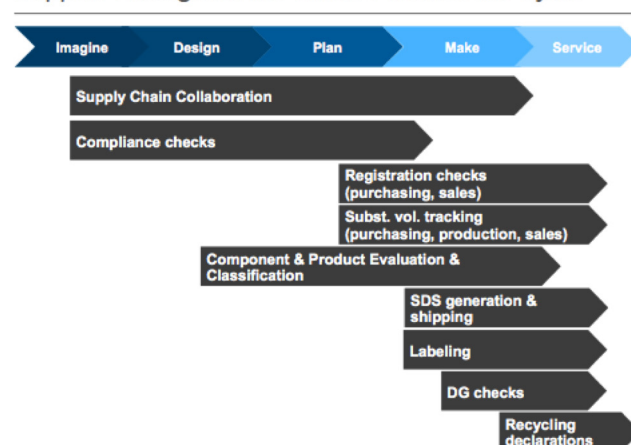 Imagine Design Plan Make Service
Supply Chain Collaboration
Compliance checks
Registration checks
(purchasing, sales)
Subst. vol. tracking
(purchasing, production, sales)
Component & Product Evaluation &
Classification
SDS generation &
shipping
Labeling
DG checks
Recycling
declarations